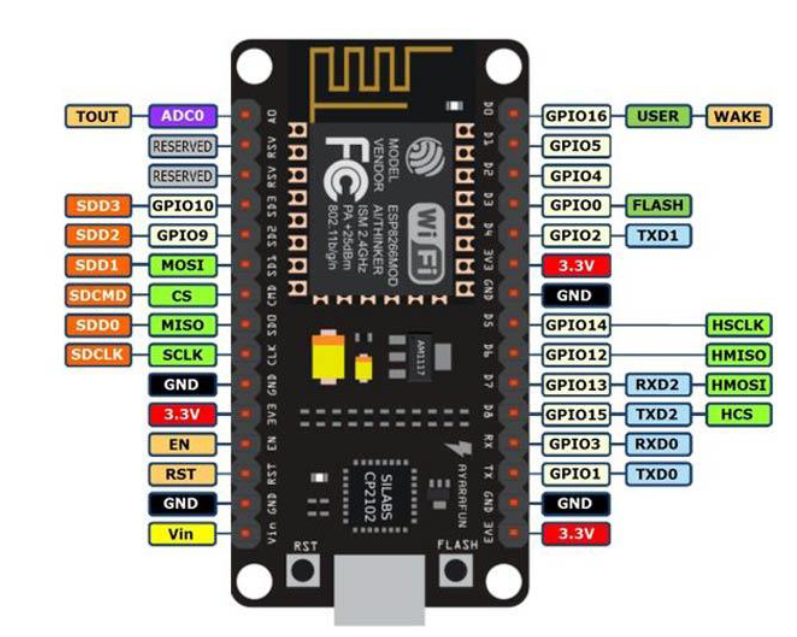 TOUT ADC0 A0 D0 GPIO16 USER WAKE
RESERVED RSV D1 GPIO5
RESERVED RSV D2 GPIO4
SDD3 GPIO10 SD3 D3 GPIO0 FLASH
SDD2 GPIO9 SD2 D4 GPIO2 TXD1
SDD1 MOSI SD1 3V3 3.3V
SDCMD CS CMD GND GND
SDD0 MISO SD0 D5 GPIO14 HSCLK
SDCLK SCLK CLK D6 GPIO12 HMISO
GND GND D7 GPIO13 RXD2 HMOSI
3.3V 3V3 D8 GPIO15 TXD2 HCS
EN EN RX GPIO3 RXD0
RST RST TX GPIO1 TXD0
GND GND GND GND
Vin Vin 3V3 3.3V
MODEL ESP8266MOD
VENDOR AI/THINKER
ISM 2.4GHz
PA +25dBm
802.11b/g/n
FC
WiFi
AM1117
SILABS
CP2102
AYARAFUN
RST
FLASH